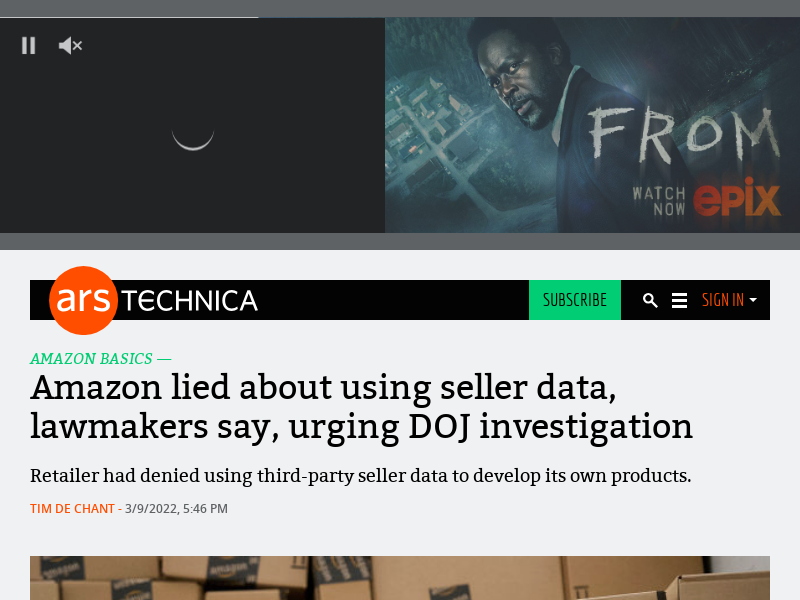 FROM
WATCH
NOW
epix
ars TECHNICA
SUBSCRIBE
SIGN IN
AMAZON BASICS —
Amazon lied about using seller data,
lawmakers say, urging DOJ investigation
Retailer had denied using third-party seller data to develop its own products.
TIM DE CHANT - 3/9/2022, 5:46 PM